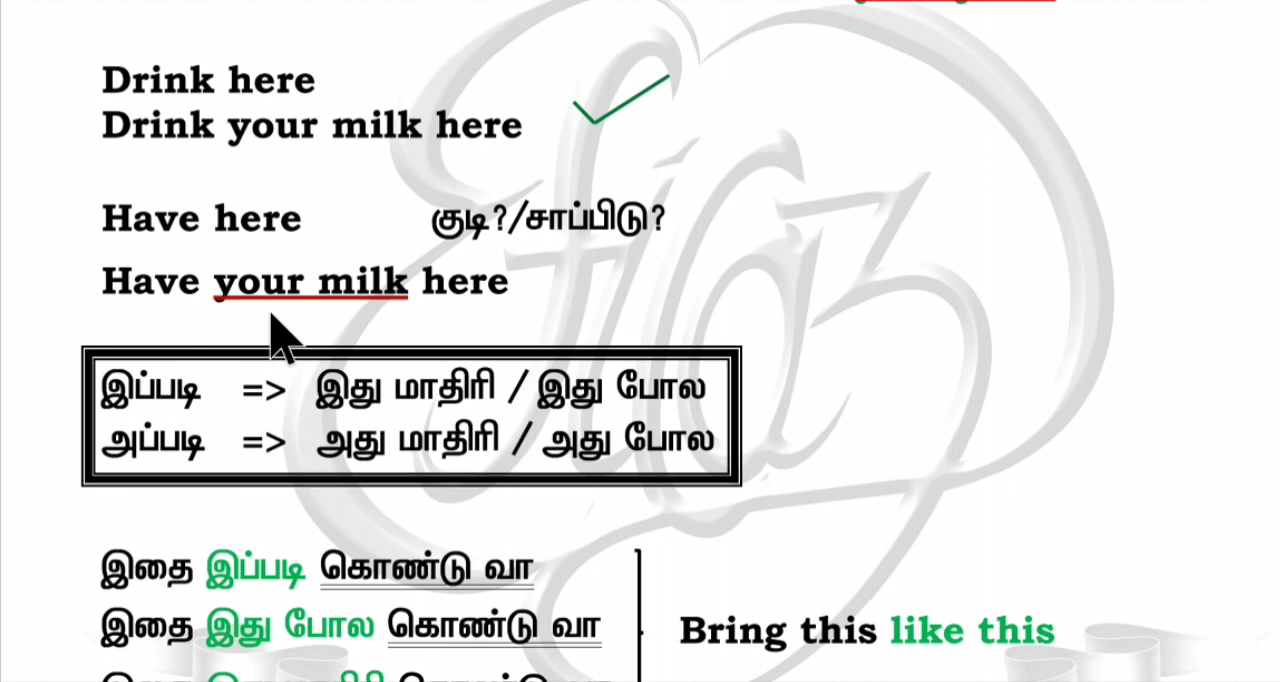 Drink here
Drink your milk here
Have here குடி?/சாப்பிடு?
Have your milk here
இப்படி => இது மாதிரி / இது போல
அப்படி => அது மாதிரி / அது போல
இதை இப்படி கொண்டு வா
இதை இது போல கொண்டு வா
Bring this like this